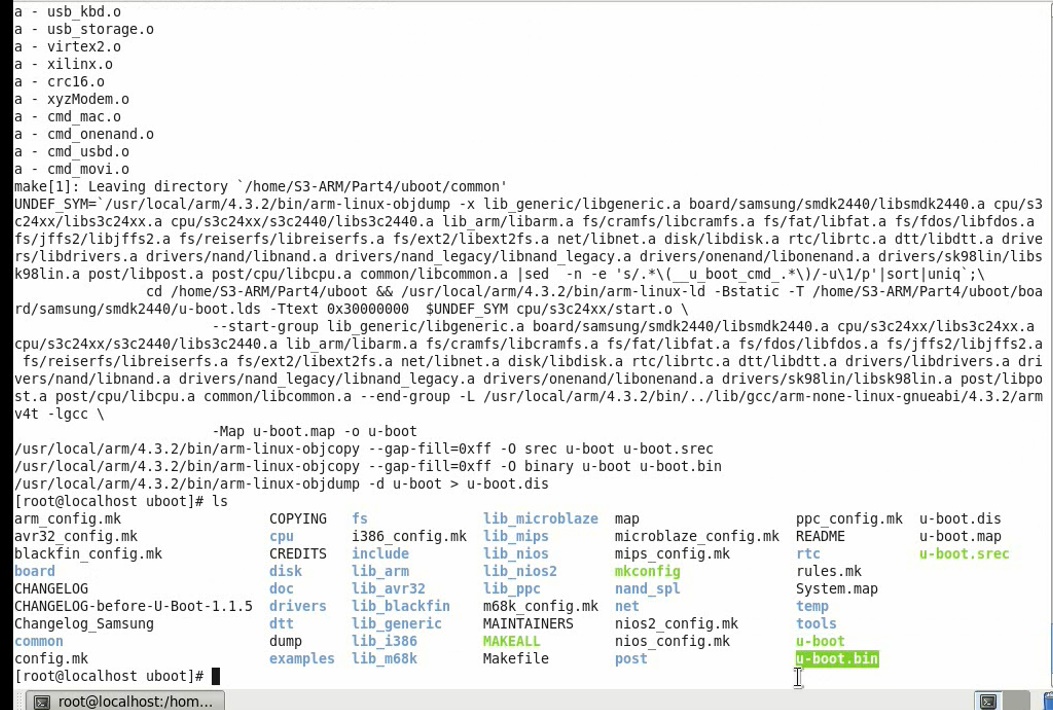 a - usb_kbd.o
a - usb_storage.o
a - virtex2.o
a - xilinx.o
a - crc16.o
a - xyzModem.o
a - cmd_mac.o
a - cmd_onenand.o
a - cmd_usbd.o
a - cmd_movi.o
make[1]: Leaving directory `/home/S3-ARM/Part4/uboot/common'
UNDEF_SYM=`/usr/local/arm/4.3.2/bin/arm-linux-objdump -x lib_generic/libgeneric.a board/samsung/smdk2440/libsmdk2440.a cpu/s3
c24xx/libs3c24xx.a cpu/s3c24xx/s3c2440/libs3c2440.a lib_arm/libarm.a fs/cramfs/libcramfs.a fs/fat/libfat.a fs/fdos/libfdos.a
fs/jffs2/libjffs2.a fs/reiserfs/libreiserfs.a fs/ext2/libext2fs.a net/libnet.a disk/libdisk.a rtc/librtc.a dtt/libdtt.a drive
rs/libdrivers.a drivers/nand/libnand.a drivers/nand_legacy/libnand_legacy.a drivers/onenand/libonenand.a drivers/sk98lin/libs
k98lin.a post/libpost.a post/cpu/libcpu.a common/libcommon.a |sed  -n -e 's/.*\(__u_boot_cmd_.*\)/-u\1/p'|sort|uniq`;\
cd /home/S3-ARM/Part4/uboot && /usr/local/arm/4.3.2/bin/arm-linux-ld -Bstatic -T /home/S3-ARM/Part4/uboot/boa
rd/samsung/smdk2440/u-boot.lds -Ttext 0x30000000  $UNDEF_SYM cpu/s3c24xx/start.o \
--start-group lib_generic/libgeneric.a board/samsung/smdk2440/libsmdk2440.a cpu/s3c24xx/libs3c24xx.a
cpu/s3c24xx/s3c2440/libs3c2440.a lib_arm/libarm.a fs/cramfs/libcramfs.a fs/fat/libfat.a fs/fdos/libfdos.a fs/jffs2/libjffs2.a
fs/reiserfs/libreiserfs.a fs/ext2/libext2fs.a net/libnet.a disk/libdisk.a rtc/librtc.a dtt/libdtt.a drivers/libdrivers.a dri
vers/nand/libnand.a drivers/nand_legacy/libnand_legacy.a drivers/onenand/libonenand.a drivers/sk98lin/libsk98lin.a post/libpo
st.a post/cpu/libcpu.a common/libcommon.a --end-group -L /usr/local/arm/4.3.2/bin/../lib/gcc/arm-none-linux-gnueabi/4.3.2/arm
v4t -lgcc \
-Map u-boot.map -o u-boot
/usr/local/arm/4.3.2/bin/arm-linux-objcopy --gap-fill=0xff -O srec u-boot u-boot.srec
/usr/local/arm/4.3.2/bin/arm-linux-objcopy --gap-fill=0xff -O binary u-boot u-boot.bin
/usr/local/arm/4.3.2/bin/arm-linux-objdump -d u-boot > u-boot.dis
[root@localhost uboot]# ls
arm_config.mk COPYING fs lib_microblaze map ppc_config.mk u-boot.dis
avr32_config.mk cpu i386_config.mk lib_mips microblaze_config.mk README u-boot.map
blackfin_config.mk CREDITS include lib_nios mips_config.mk rtc u-boot.srec
board disk lib_arm lib_nios2 mkconfig rules.mk
CHANGELOG doc lib_avr32 lib_ppc nand_spl System.map
CHANGELOG-before-U-Boot-1.1.5 drivers lib_blackfin m68k_config.mk net temp
Changelog_Samsung dtt lib_generic MAINTAINERS nios2_config.mk tools
common dump lib_i386 MAKEALL nios_config.mk u-boot
config.mk examples lib_m68k Makefile post u-boot.bin
[root@localhost uboot]#
root@localhost:/hom...